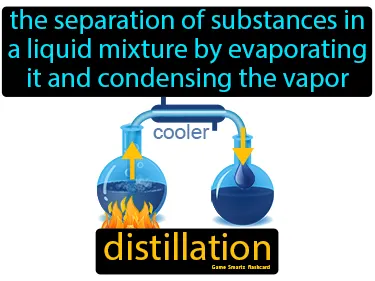 the separation of substances in
a liquid mixture by evaporating
it and condensing the vapor
cooler
distillation
Game Smartz flashcard